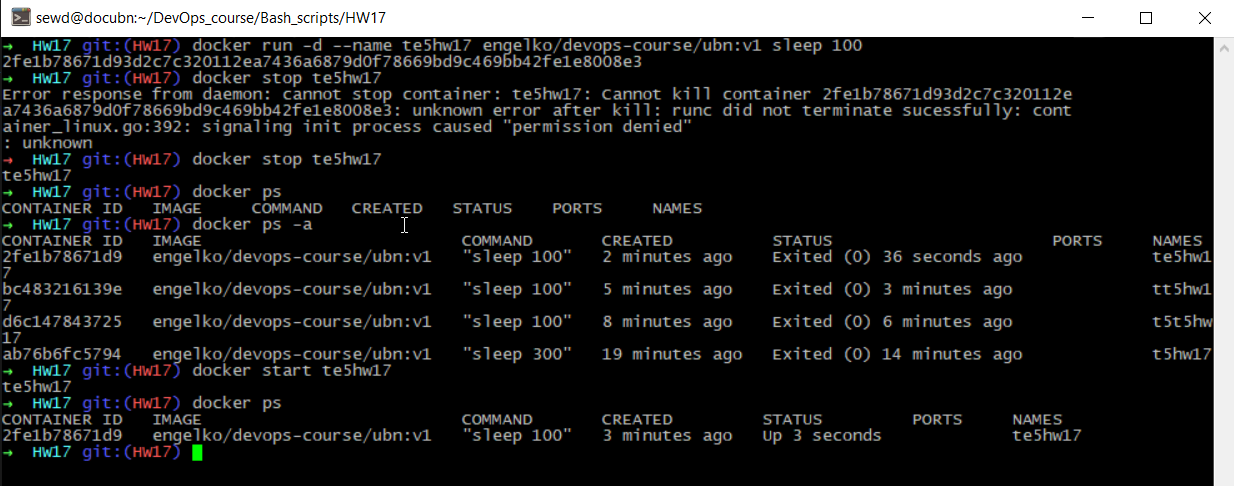 sewd@docubn:~/DevOps_course/Bash_scripts/HW17
→ HW17 git:(HW17) docker run -d --name te5hw17 engelko/devops-course/ubn:v1 sleep 100
2fe1b78671d93d2c7c320112ea7436a6879d0f78669bd9c469bb42fe1e8008e3
→ HW17 git:(HW17) docker stop te5hw17
Error response from daemon: cannot stop container: te5hw17: Cannot kill container 2fe1b78671d93d2c7c320112e
a7436a6879d0f78669bd9c469bb42fe1e8008e3: unknown error after kill: runc did not terminate sucessfully: cont
ainer_linux.go:392: signaling init process caused "permission denied"
: unknown
→ HW17 git:(HW17) docker stop te5hw17
te5hw17
→ HW17 git:(HW17) docker ps
CONTAINER ID IMAGE COMMAND CREATED STATUS PORTS NAMES
→ HW17 git:(HW17) docker ps -a
CONTAINER ID IMAGE COMMAND CREATED STATUS PORTS NAMES
2fe1b78671d9 engelko/devops-course/ubn:v1 "sleep 100" 2 minutes ago Exited (0) 36 seconds ago te5hw1
7
bc483216139e engelko/devops-course/ubn:v1 "sleep 100" 5 minutes ago Exited (0) 3 minutes ago tt5hw1
7
d6c147843725 engelko/devops-course/ubn:v1 "sleep 100" 8 minutes ago Exited (0) 6 minutes ago t5t5hw
17
ab76b6fc5794 engelko/devops-course/ubn:v1 "sleep 300" 19 minutes ago Exited (0) 14 minutes ago t5hw17
→ HW17 git:(HW17) docker start te5hw17
te5hw17
→ HW17 git:(HW17) docker ps
CONTAINER ID IMAGE COMMAND CREATED STATUS PORTS NAMES
2fe1b78671d9 engelko/devops-course/ubn:v1 "sleep 100" 3 minutes ago Up 3 seconds te5hw17
→ HW17 git:(HW17)